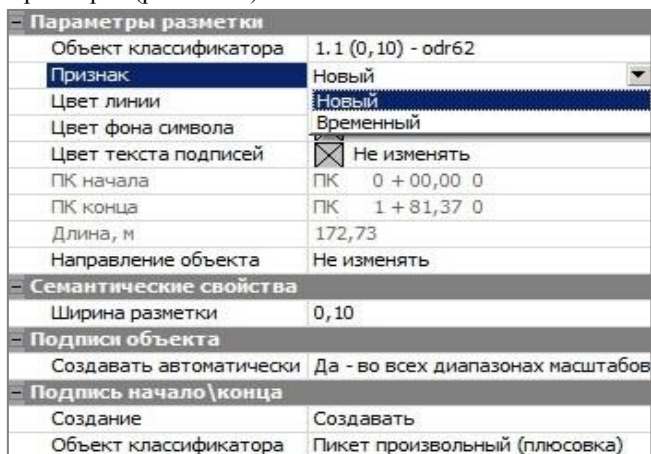 Параметры разметки
Объект классификатора 1.1 (0,10) - odr62
Признак Новый
Цвет линии Новый
Цвет фона символа Временный
Цвет текста подписей Не изменять
ПК начала ПК 0 + 00,00 0
ПК конца ПК 1 + 81,37 0
Длина, м 172,73
Направление объекта Не изменять
Семантические свойства
Ширина разметки 0,10
Подписи объекта
Создавать автоматически Да - во всех диапазонах масштабов
Подпись начало\конца
Создание Создавать
Объект классификатора Пикет произвольный (плюсовка)